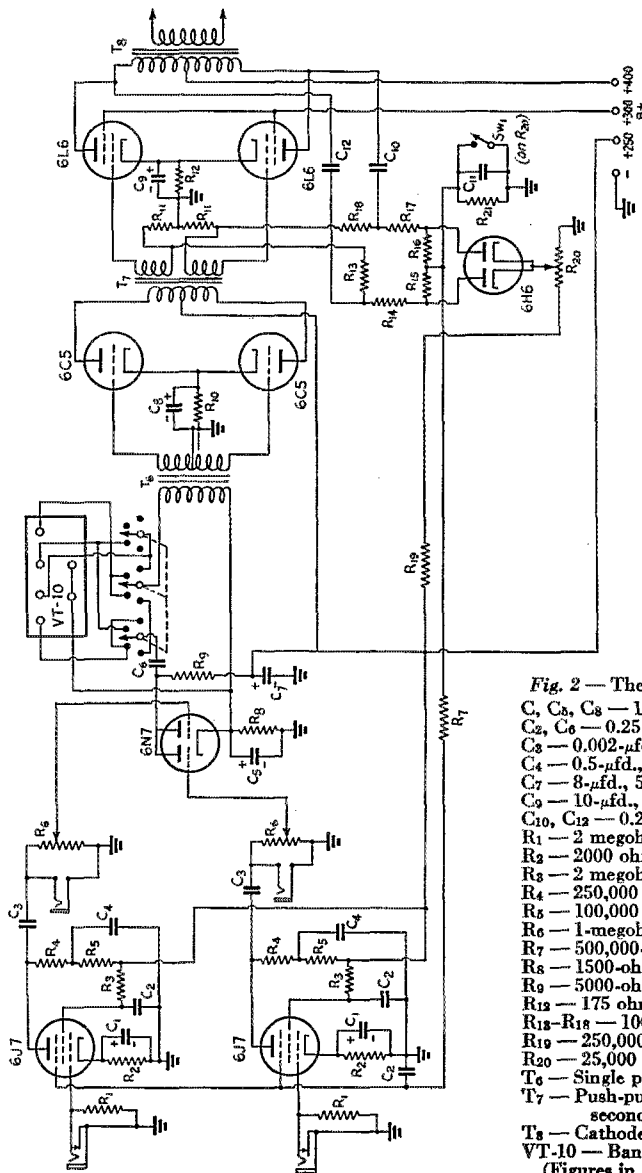 6J7
V
R1
R2
C1
C2
R3
R4
R5
C3
C4
R6
V
6J7
V
R1
R2
C1
C2
C2
R3
R4
R5
C3
C4
R6
V
6N7
C5
R8
R9
C6
C7
VT-10
T6
6C5
6C5
C8
R10
T7
R11
R11
C9
R12
6L6
6L6
T8
C12
C10
R18
R17
R13
R14
R15
R16
6H6
R20
R21
C11
SW1
(on R20)
R19
R7
- +250 +300 +400
B+
Fig. 2 — The
C, C5, C8 — 1
C2, C6 — 0.25
C3 — 0.002-μfd
C4 — 0.5-μfd.,
C7 — 8-μfd., 5
C9 — 10-μfd.,
C10, C12 — 0.2
R1 — 2 megoh
R2 — 2000 oh
R3 — 2 megoh
R4 — 250,000
R5 — 100,000
R6 — 1-megoh
R7 — 500,000-
R8 — 1500-oh
R9 — 5000-oh
R12 — 175 ohr
R13-R18 — 100
R19 — 250,000
R20 — 25,000
T6 — Single p
T7 — Push-pu
second
T8 — Cathode
VT-10 — Ban
(Figures in